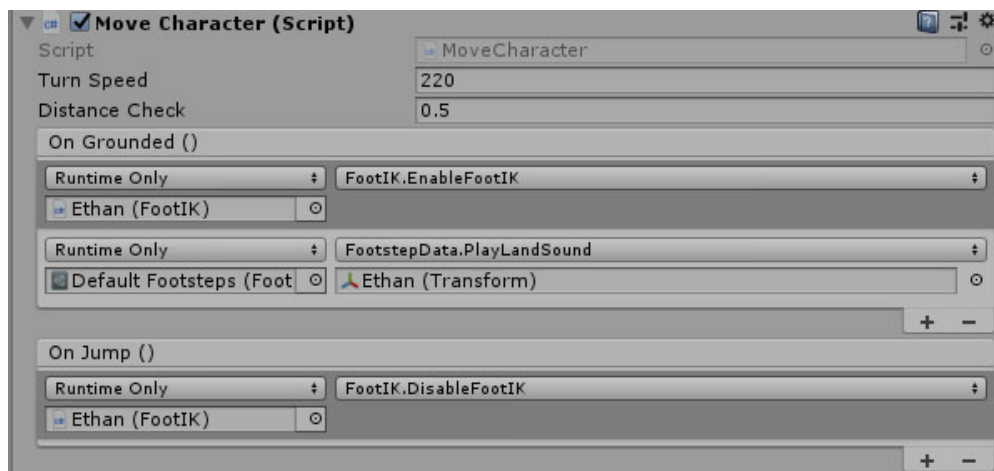 Move Character (Script)
Script MoveCharacter
Turn Speed 220
Distance Check 0.5
On Grounded ()
Runtime Only FootIK.EnableFootIK
Ethan (FootIK)
Runtime Only FootstepData.PlayLandSound
Default Footsteps (Foot Ethan (Transform)
+ −
On Jump ()
Runtime Only FootIK.DisableFootIK
Ethan (FootIK)
+ −